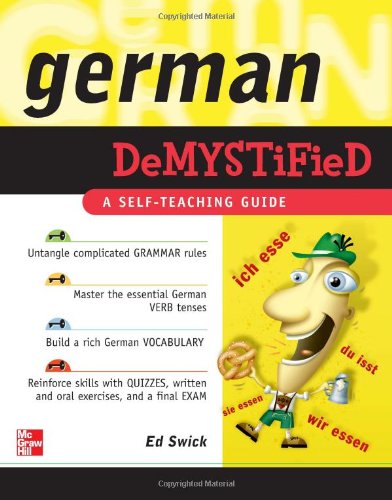 Copyrighted Material
german
DeMYSTiFieD
A SELF-TEACHING GUIDE
Untangle complicated GRAMMAR rules
Master the essential German
VERB tenses
Build a rich German VOCABULARY
Reinforce skills with QUIZZES, written
and oral exercises, and a final EXAM
ich esse
du isst
sie essen
wir essen
Mc
Graw
Hill
Ed Swick
Copyrighted Material